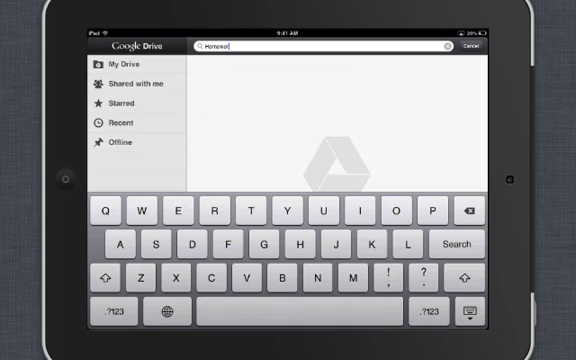 iPad 9:41 AM
Google Drive Homewor Cancel
My Drive
Shared with me
Starred
Recent
Offline
Q W E R T Y U I O P
A S D F G H J K L Search
Z X C V B N M ! , ? .
.?123 .?123